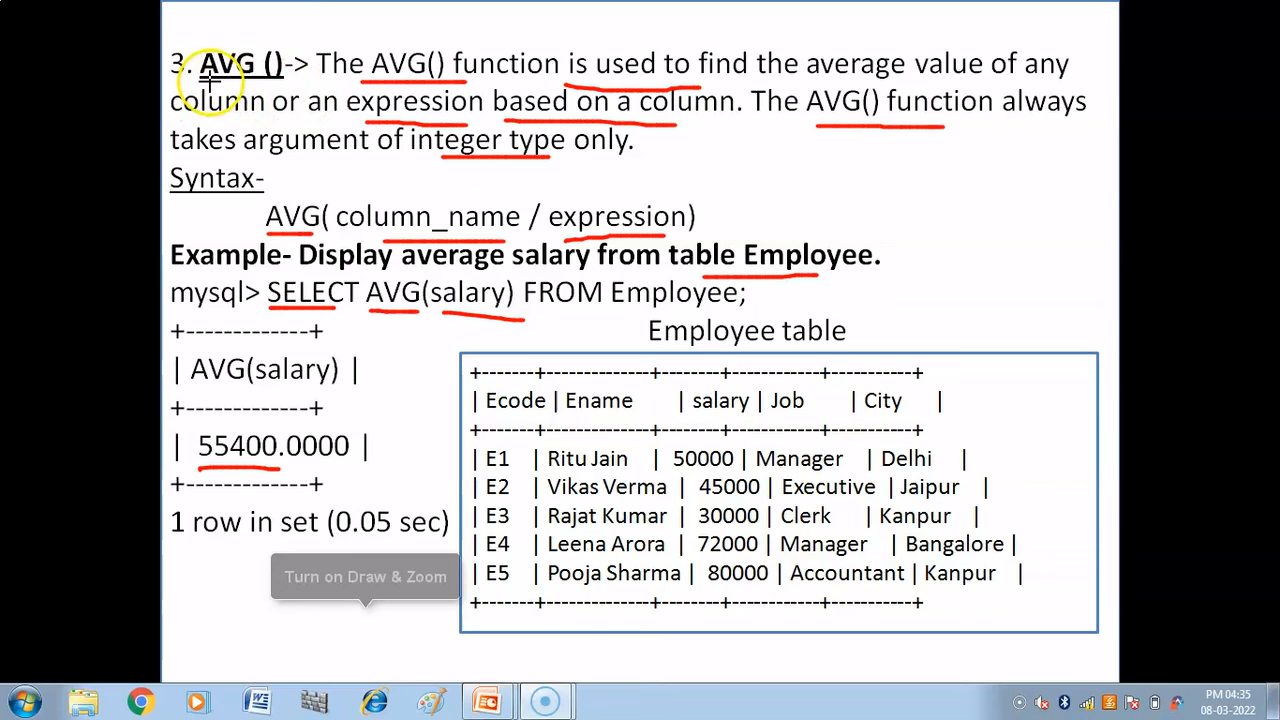 3. AVG ()-> The AVG() function is used to find the average value of any
column or an expression based on a column. The AVG() function always
takes argument of integer type only.
Syntax-
AVG( column_name / expression)
Example- Display average salary from table Employee.
mysql> SELECT AVG(salary) FROM Employee;
+-------------+
| AVG(salary) |
+-------------+
| 55400.0000 |
+-------------+
1 row in set (0.05 sec)
Turn on Draw & Zoom
Employee table
+-------+-------------+-------+------------+-----------+
| Ecode | Ename | salary | Job | City |
+-------+-------------+-------+------------+-----------+
| E1 | Ritu Jain | 50000 | Manager | Delhi |
| E2 | Vikas Verma | 45000 | Executive | Jaipur |
| E3 | Rajat Kumar | 30000 | Clerk | Kanpur |
| E4 | Leena Arora | 72000 | Manager | Bangalore |
| E5 | Pooja Sharma | 80000 | Accountant | Kanpur |
+-------+-------------+-------+------------+-----------+
PM 04:35
08-03-2022